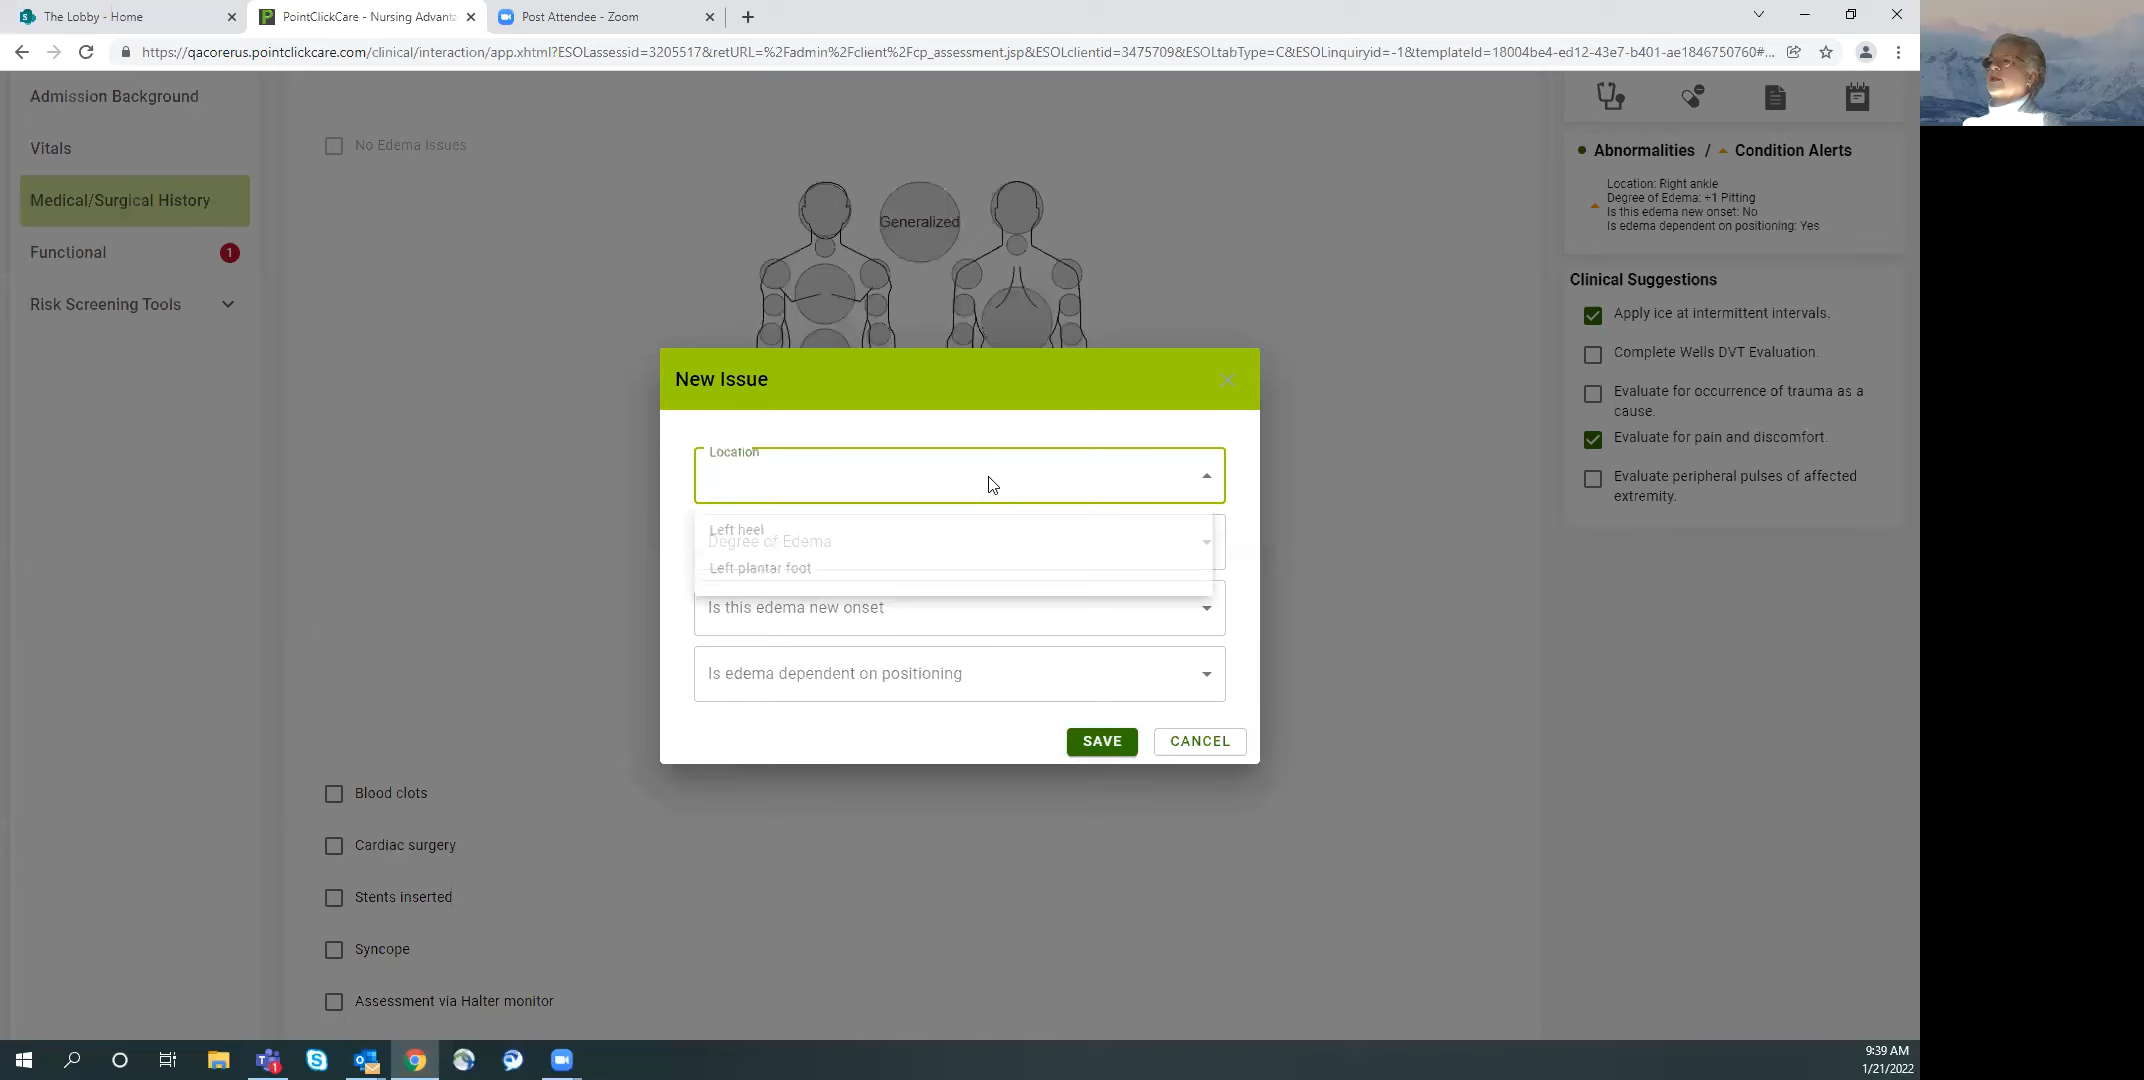 The Lobby - Home
PointClickCare - Nursing Advanta
Post Attendee - Zoom
https://qacorerus.pointclickcare.com/clinical/interaction/app.xhtml?ESOLassessid=3205517&retURL=%2Fadmin%2Fclient%2Fcp_assessment.jsp&ESOLclientid=3475709&ESOLtabType=C&ESOLinquiryid=-1&templateId=18004be4-ed12-43e7-b401-ae1846750760#...
Admission Background
Vitals
Medical/Surgical History
Functional
1
Risk Screening Tools
No Edema issues
Generalized
New Issue
Location
Left heel
Degree of Edema
Left plantar foot
Is this edema new onset
Is edema dependent on positioning
SAVE
CANCEL
Blood clots
Cardiac surgery
Stents inserted
Syncope
Assessment via Halter monitor
Abnormalities / Condition Alerts
Location: Right ankle
Degree of Edema: +1 Pitting
Is this edema new onset: No
Is edema dependent on positioning: Yes
Clinical Suggestions
Apply ice at intermittent intervals.
Complete Wells DVT Evaluation.
Evaluate for occurrence of trauma as a
cause.
Evaluate for pain and discomfort.
Evaluate peripheral pulses of affected
extremity.
9:39 AM
1/21/2022